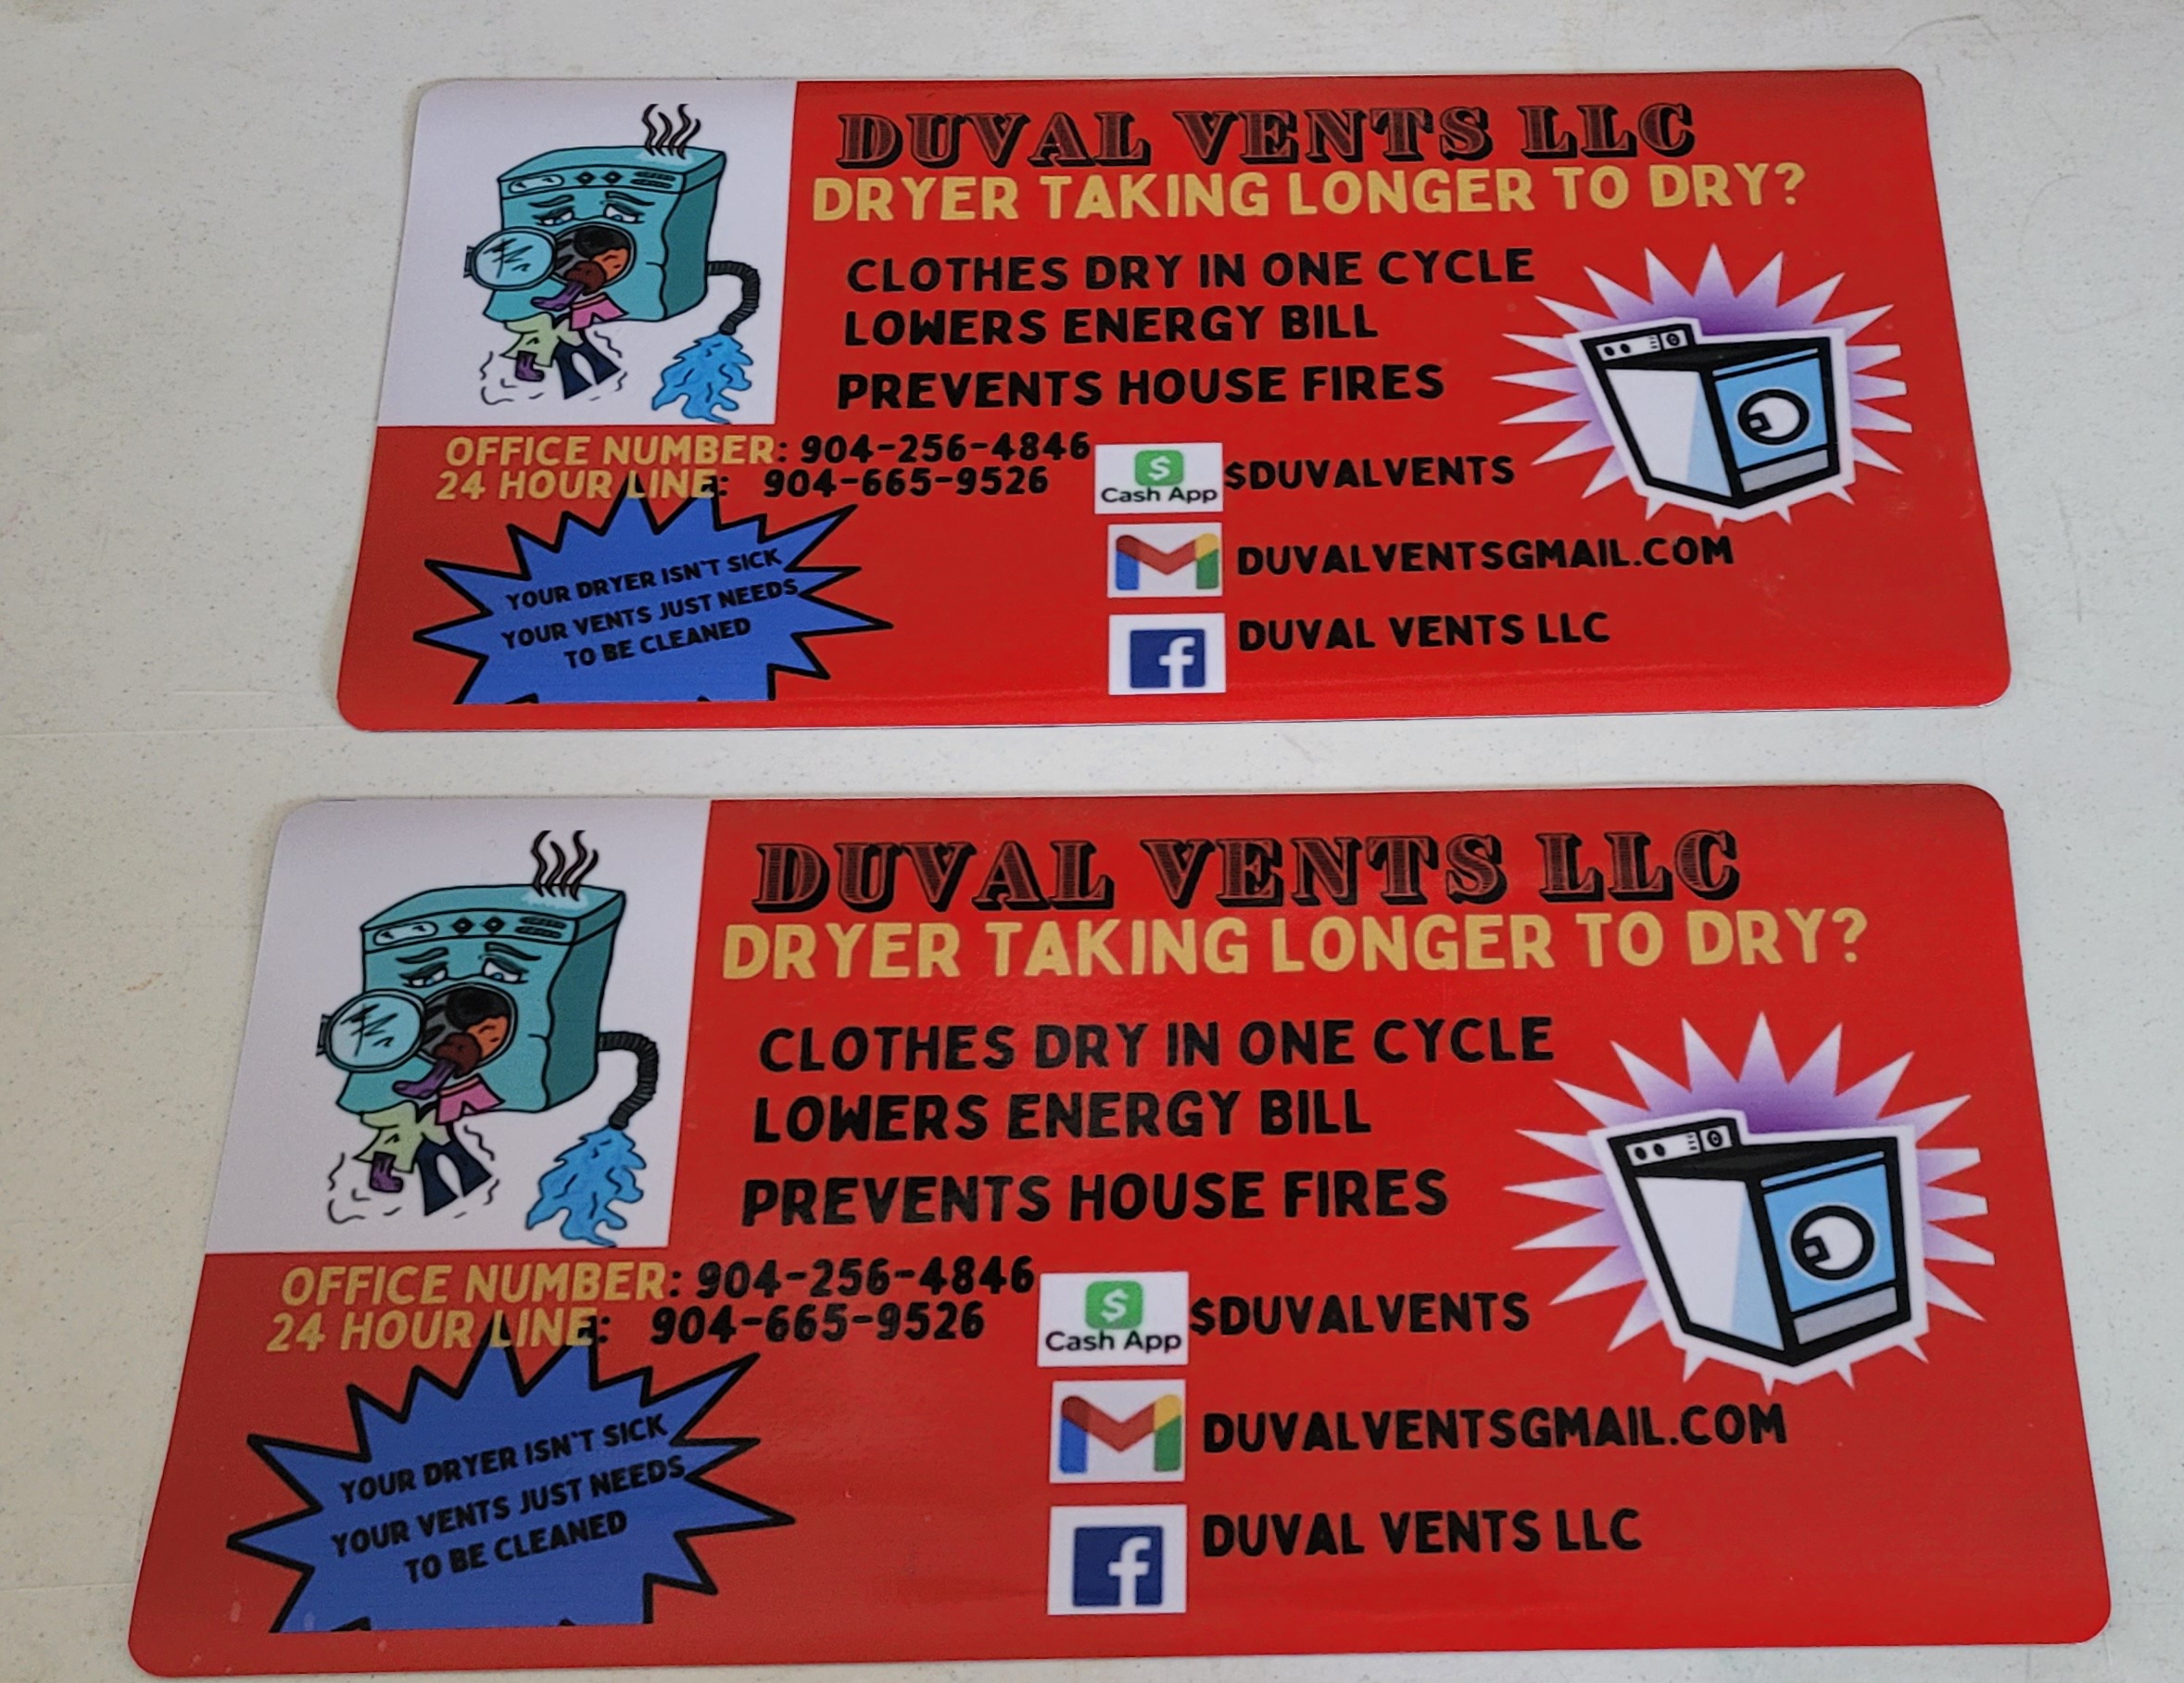 DUVAL VENTS LLC
DRYER TAKING LONGER TO DRY?
CLOTHES DRY IN ONE CYCLE
LOWERS ENERGY BILL
PREVENTS HOUSE FIRES
OFFICE NUMBER: 904-256-4846
24 HOUR LINE: 904-665-9526
Cash App $DUVALVENTS
DUVALVENTSGMAIL.COM
f DUVAL VENTS LLC
YOUR DRYER ISN'T SICK
YOUR VENTS JUST NEEDS
TO BE CLEANED
DUVAL VENTS LLC
DRYER TAKING LONGER TO DRY?
CLOTHES DRY IN ONE CYCLE
LOWERS ENERGY BILL
PREVENTS HOUSE FIRES
OFFICE NUMBER: 904-256-4846
24 HOUR LINE: 904-665-9526
Cash App $DUVALVENTS
DUVALVENTSGMAIL.COM
f DUVAL VENTS LLC
YOUR DRYER ISN'T SICK
YOUR VENTS JUST NEEDS
TO BE CLEANED